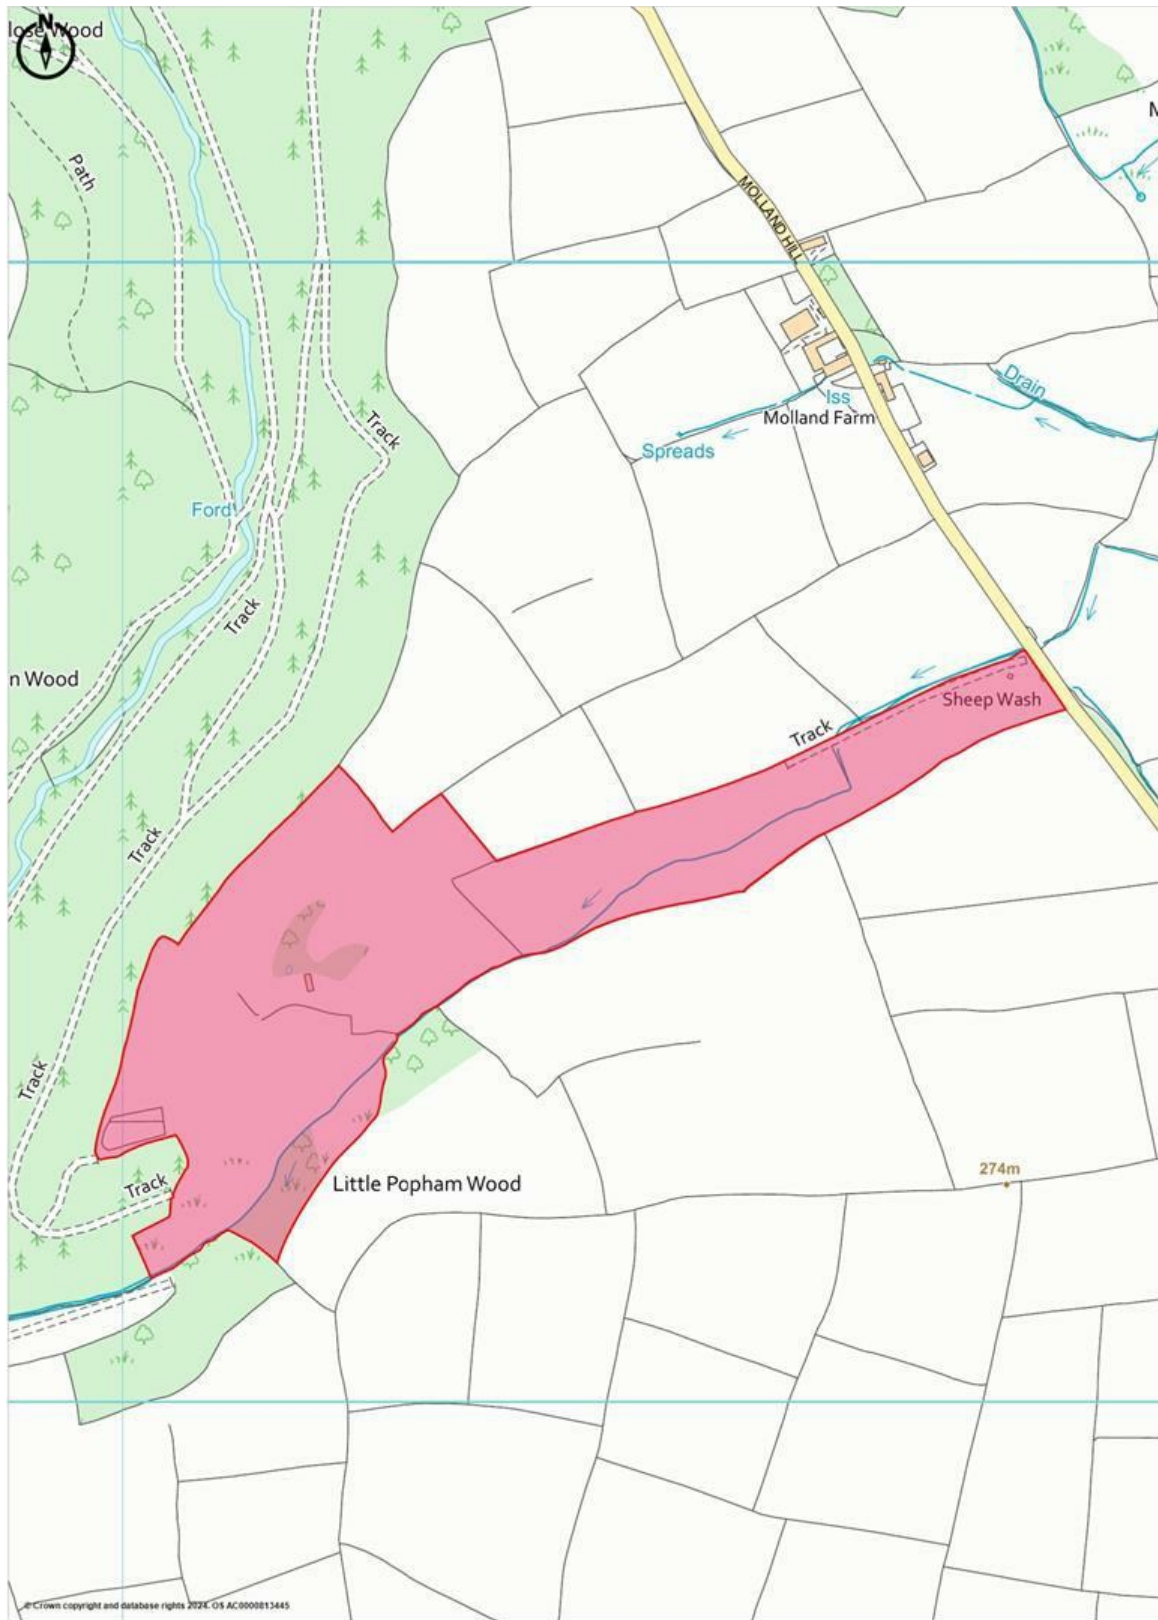 N
lose Wood
M
Path
MOLLAND HILL
Drain
Track
Iss
Molland Farm
Spreads
Ford
Track
n Wood
Sheep Wash
Track
Track
Track
274m
Track
Little Popham Wood
© Crown copyright and database rights 2024. OS AC0000813445